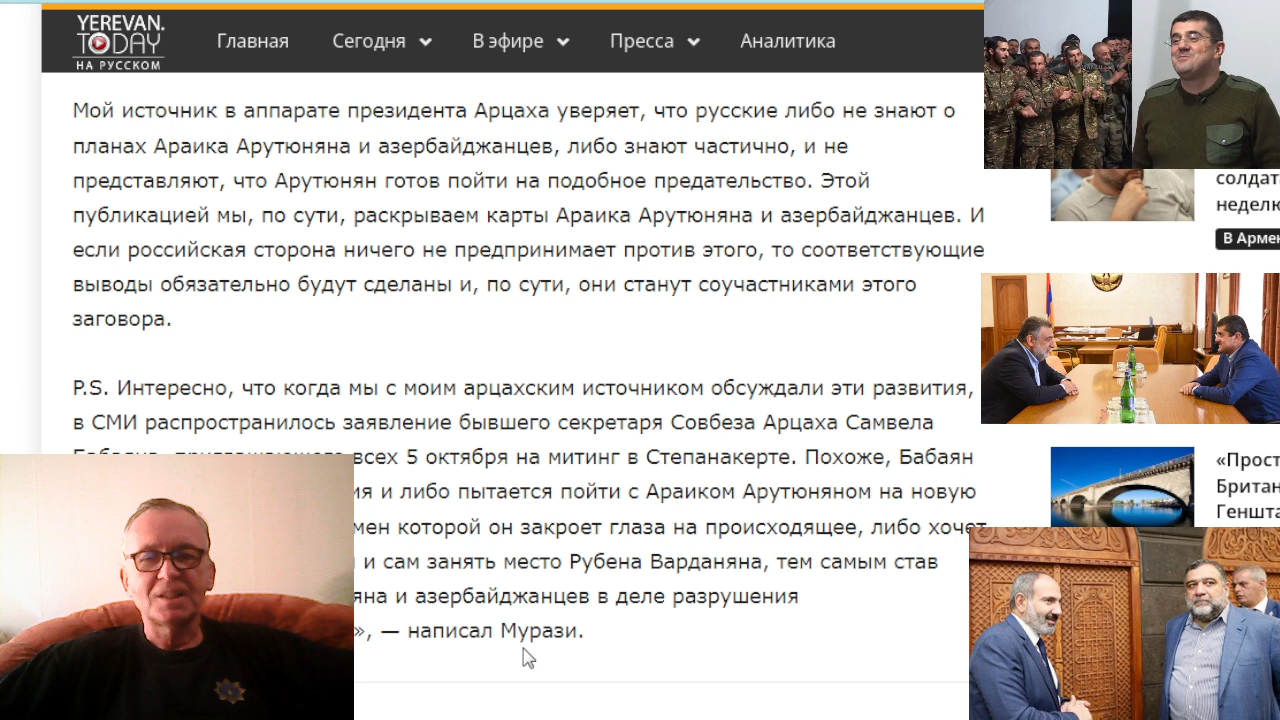 YEREVAN.
TODAY
НА РУССКОМ
Главная Сегодня В эфире Пресса Аналитика
Мой источник в аппарате президента Арцаха уверяет, что русские либо не знают о
планах Араика Арутюняна и азербайджанцев, либо знают частично, и не
представляют, что Арутюнян готов пойти на подобное предательство. Этой
публикацией мы, по сути, раскрываем карты Араика Арутюняна и азербайджанцев. И
если российская сторона ничего не предпринимает против этого, то соответствующие
выводы обязательно будут сделаны и, по сути, они станут соучастниками этого
заговора.
P.S. Интересно, что когда мы с моим арцахским источником обсуждали эти развития,
в СМИ распространилось заявление бывшего секретаря Совбеза Арцаха Самвела
всех 5 октября на митинг в Степанакерте. Похоже, Бабаян
ия и либо пытается пойти с Араиком Арутюняном на новую
мен которой он закроет глаза на происходящее, либо хочет
и сам занять место Рубена Варданяна, тем самым став
яна и азербайджанцев в деле разрушения
», — написал Мурази.
солдат
неделю
В Армен
«Прост
Британ
Геншта